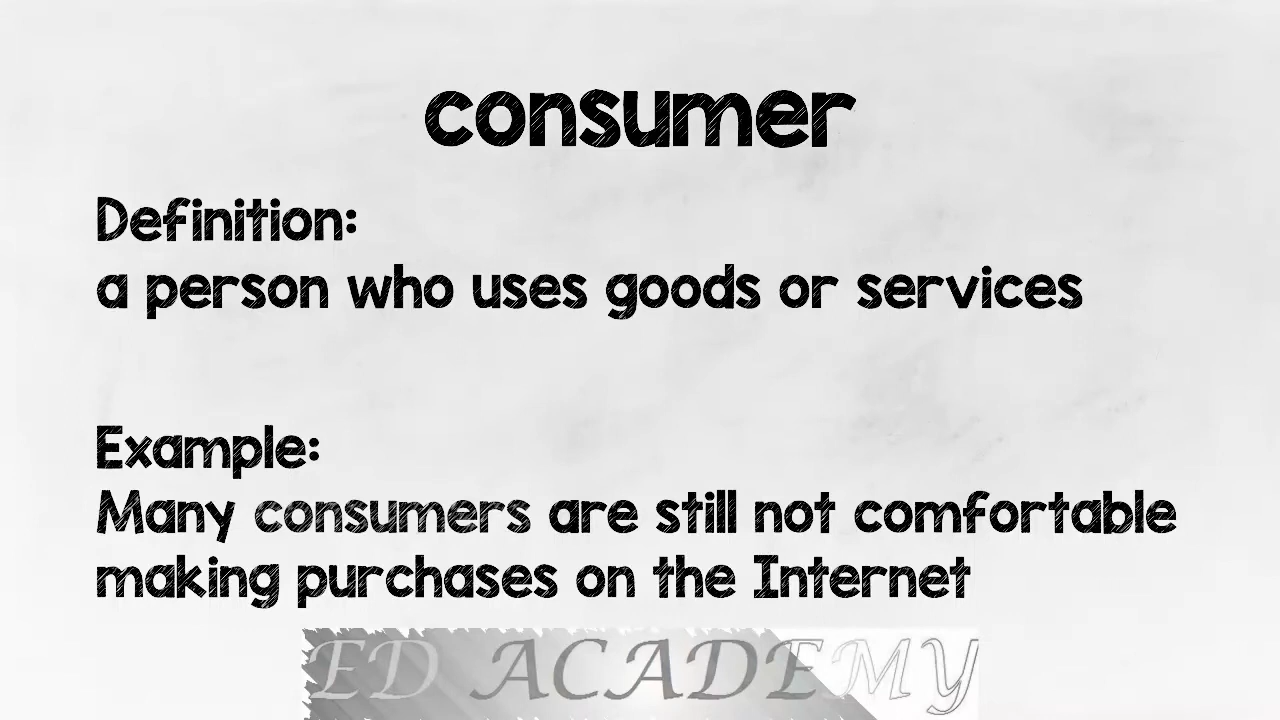 consumer
Definition:
a person who uses goods or services
Example:
Many consumers are still not comfortable
making purchases on the Internet
ED ACADEMY